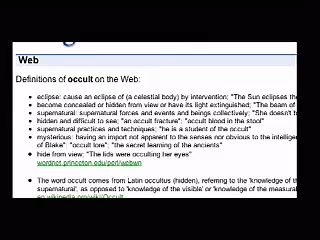 Web
Definitions of occult on the Web:
eclipse: cause an eclipse of (a celestial body) by intervention; "The Sun eclipses the
become concealed or hidden from view or have its light extinguished; "The beam of
supernatural: supernatural forces and events and beings collectively; "She doesn't b
hidden and difficult to see; "an occult fracture"; "occult blood in the stool"
supernatural practices and techniques; "he is a student of the occult"
mysterious: having an import not apparent to the senses nor obvious to the intellige
of Blake"; "occult lore"; "the secret learning of the ancients"
hide from view; "The lids were occulting her eyes"
wordnet.princeton.edu/perl/webwn
The word occult comes from Latin occultus (hidden), referring to the 'knowledge of th
supernatural', as opposed to 'knowledge of the visible' or 'knowledge of the measurat
en.wikipedia.org/wiki/Occult